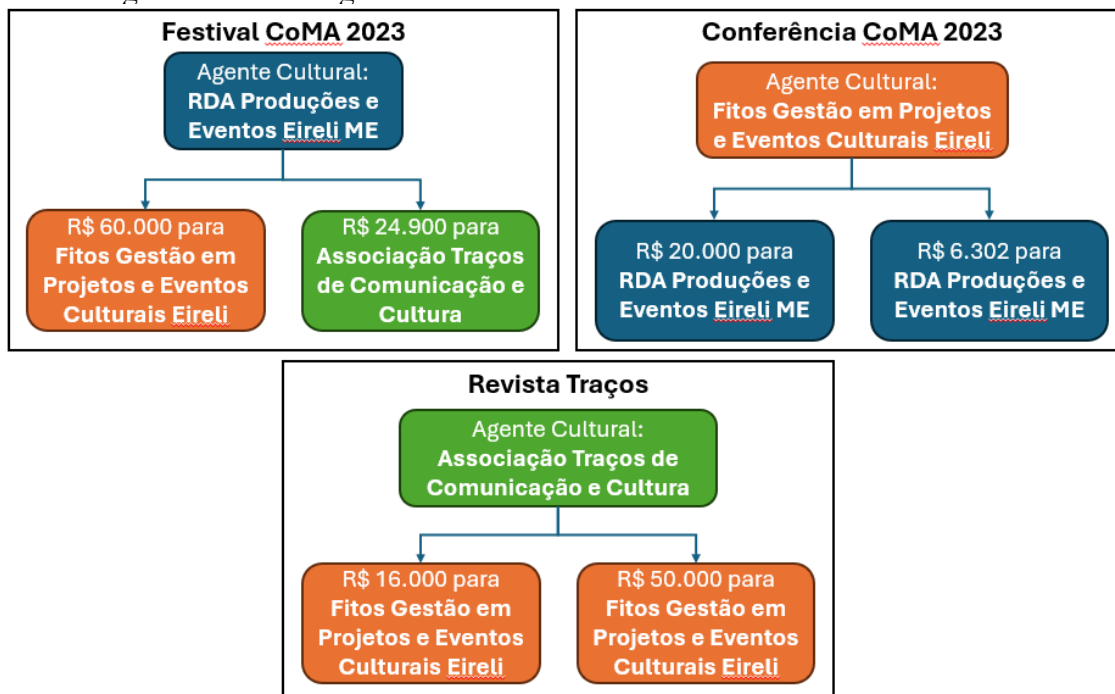 Festival CoMA 2023
Agente Cultural:
RDA Produções e
Eventos Eireli ME
R$ 60.000 para
Fitos Gestão em
Projetos e Eventos
Culturais Eireli
R$ 24.900 para
Associação Traços
de Comunicação e
Cultura
Conferência CoMA 2023
Agente Cultural:
Fitos Gestão em Projetos
e Eventos Culturais Eireli
R$ 20.000 para
RDA Produções e
Eventos Eireli ME
R$ 6.302 para
RDA Produções e
Eventos Eireli ME
Revista Traços
Agente Cultural:
Associação Traços de
Comunicação e Cultura
R$ 16.000 para
Fitos Gestão em
Projetos e Eventos
Culturais Eireli
R$ 50.000 para
Fitos Gestão em
Projetos e Eventos
Culturais Eireli